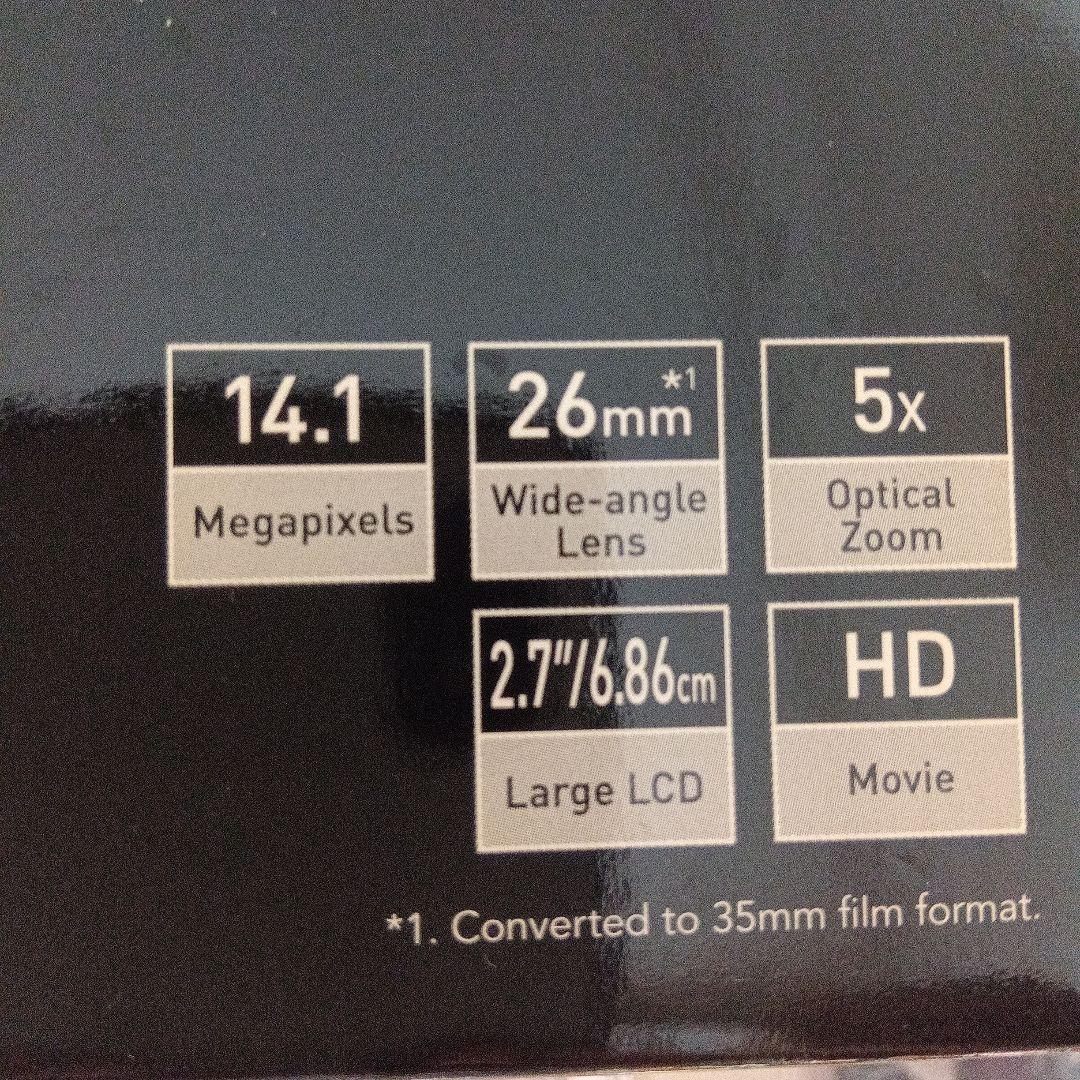 14.1
Megapixels
26mm*1
Wide-angle
Lens
5x
Optical
Zoom
2.7"/6.86cm
Large LCD
HD
Movie
*1. Converted to 35mm film format.